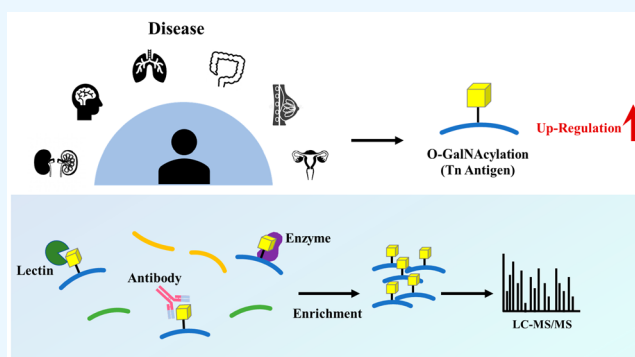 Disease
Up-Regulation
O-GalNAcylation
(Tn Antigen)
Lectin
Antibody
Enzyme
Enrichment
LC-MS/MS